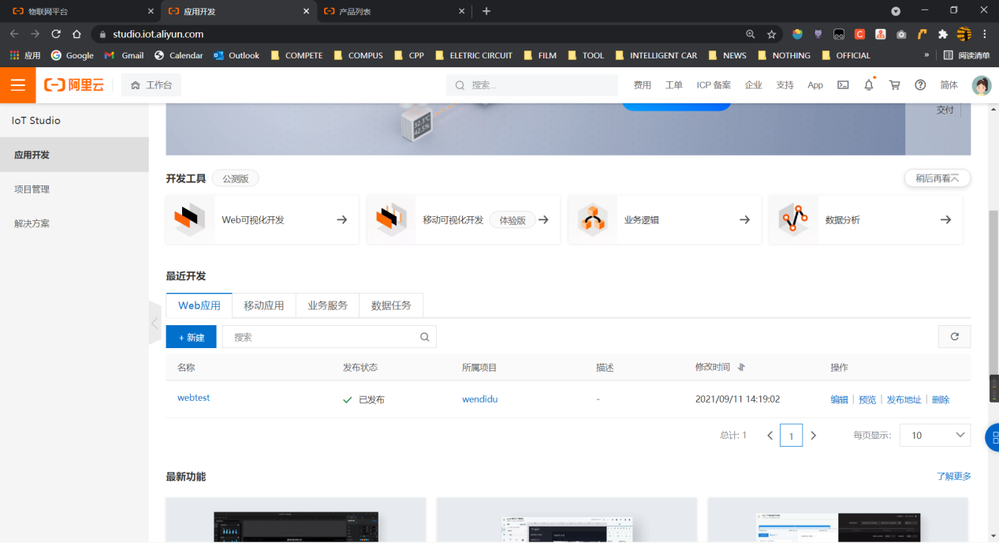 物联网平台
应用开发
产品列表
studio.iot.aliyun.com
应用 Google Gmail Calendar Outlook COMPETE COMPUS CPP ELETRIC CIRCUIT FILM TOOL INTELLIGENT CAR NEWS NOTHING OFFICIAL » 阅读清单
阿里云 工作台 搜索... 费用 工单 ICP 备案 企业 支持 App 简体
IoT Studio
应用开发
项目管理
解决方案
32.3℃
42.5%
交付
开发工具 公测版 稍后再看
Web可视化开发 移动可视化开发 体验版 业务逻辑 数据分析
最近开发
Web应用 移动应用 业务服务 数据任务
+ 新建 搜索
名称 发布状态 所属项目 描述 修改时间 操作
webtest 已发布 wendidu - 2021/09/11 14:19:02 编辑 | 预览 | 发布地址 | 删除
总计: 1 1 每页显示: 10
最新功能 了解更多